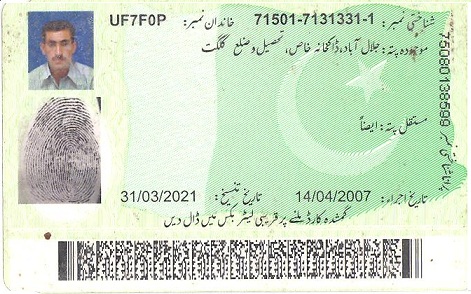 شناختی نمبر: 71501-7131331-1 خاندان نمبر: UF7F0P
موجودہ پتہ: جلال آباد، ڈاکخانہ خاص، تحصیل و ضلع گلگت
مستقل پتہ: ایضاً
تاریخ اجراء: 14/04/2007 تاریخ تنسیخ: 31/03/2021
گمشدہ کارڈ ملنے پر قریبی لیٹر بکس میں ڈال دیں
75080138599